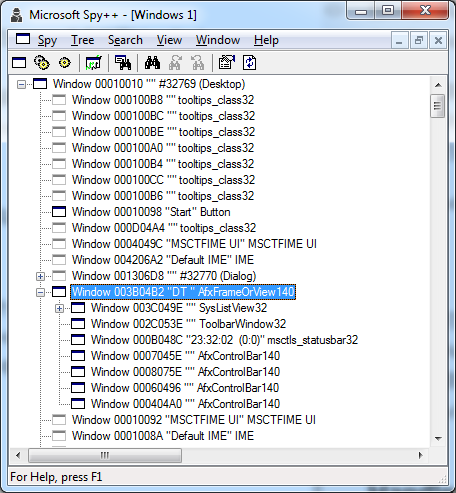 Microsoft Spy++ - [Windows 1]
Spy Tree Search View Window Help
Window 00010010 "" #32769 (Desktop)
Window 000100B8 "" tooltips_class32
Window 000100BC "" tooltips_class32
Window 000100BE "" tooltips_class32
Window 000100A0 "" tooltips_class32
Window 000100B4 "" tooltips_class32
Window 000100CC "" tooltips_class32
Window 000100B6 "" tooltips_class32
Window 00010098 "Start" Button
Window 000D04A4 "" tooltips_class32
Window 0004049C "MSCTFIME UI" MSCTFIME UI
Window 004206A2 "Default IME" IME
Window 001306D8 "" #32770 (Dialog)
Window 003B04B2 "DT " AfxFrameOrView140
Window 003C049E "" SysListView32
Window 002C053E "" ToolbarWindow32
Window 000B048C "23:32:02 (0:0)" msctls_statusbar32
Window 0007045E "" AfxControlBar140
Window 0008075E "" AfxControlBar140
Window 00060496 "" AfxControlBar140
Window 000404A0 "" AfxControlBar140
Window 00010092 "MSCTFIME UI" MSCTFIME UI
Window 0001008A "Default IME" IME
For Help, press F1